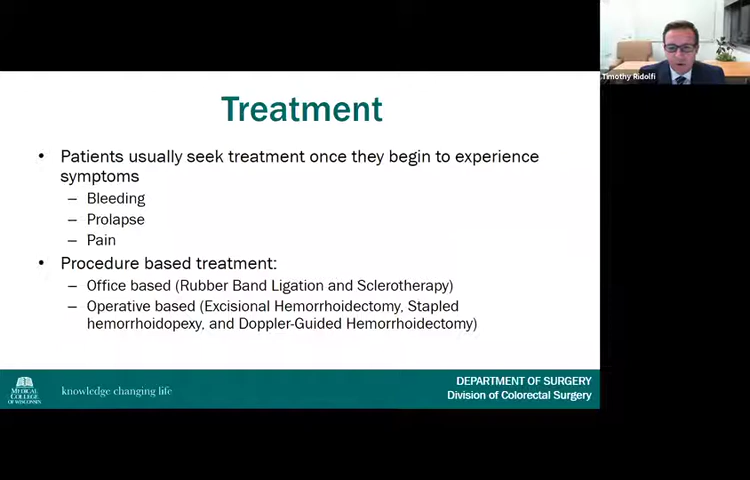 Timothy Ridolfi
Treatment
• Patients usually seek treatment once they begin to experience
symptoms
– Bleeding
– Prolapse
– Pain
• Procedure based treatment:
– Office based (Rubber Band Ligation and Sclerotherapy)
– Operative based (Excisional Hemorrhoidectomy, Stapled
hemorrhoidopexy, and Doppler-Guided Hemorrhoidectomy)
MEDICAL
COLLEGE
OF WISCONSIN
knowledge changing life
DEPARTMENT OF SURGERY
Division of Colorectal Surgery